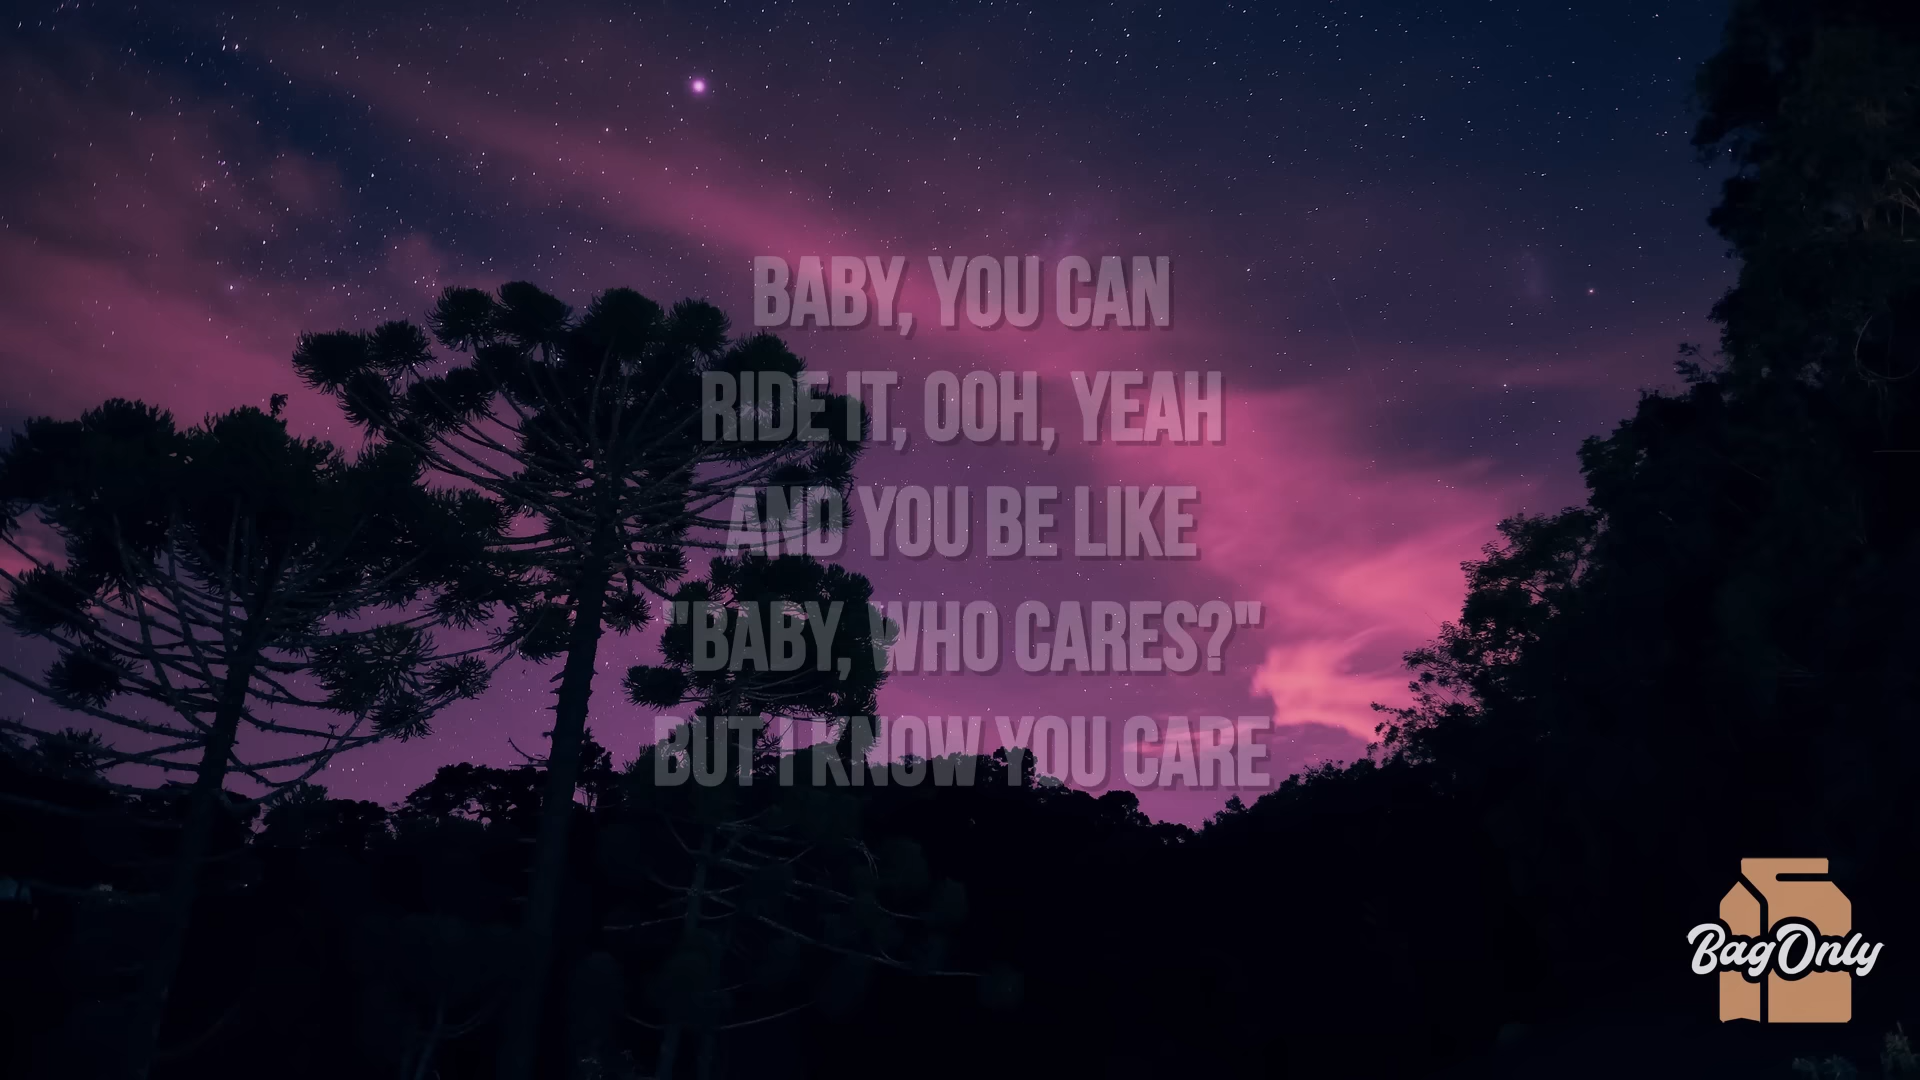 BABY, YOU CAN
RIDE IT, OOH, YEAH
AND YOU BE LIKE
"BABY, WHO CARES?"
BUT I KNOW YOU CARE
BagOnly